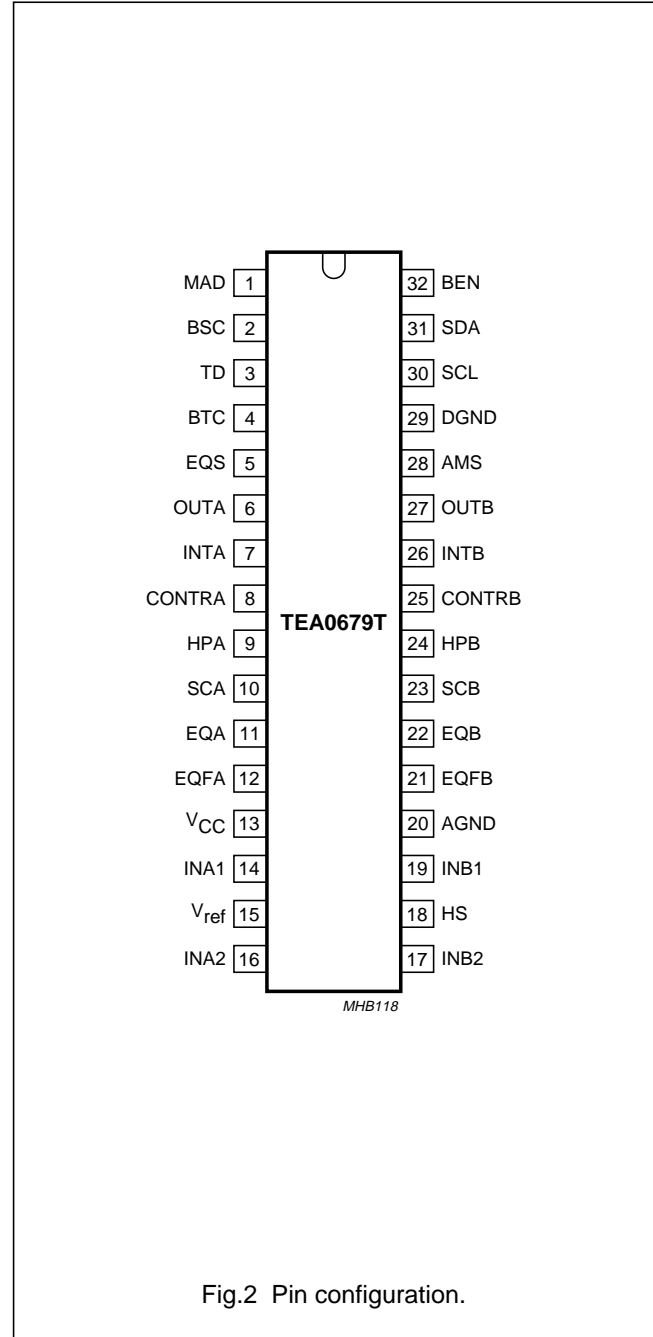 MAD 1 32 BEN
BSC 2 31 SDA
TD 3 30 SCL
BTC 4 29 DGND
EQS 5 28 AMS
OUTA 6 27 OUTB
INTA 7 26 INTB
CONTRA 8 25 CONTRB
TEA0679T
HPA 9 24 HPB
SCA 10 23 SCB
EQA 11 22 EQB
EQFA 12 21 EQFB
VCC 13 20 AGND
INA1 14 19 INB1
Vref 15 18 HS
INA2 16 17 INB2
MHB118
Fig.2 Pin configuration.